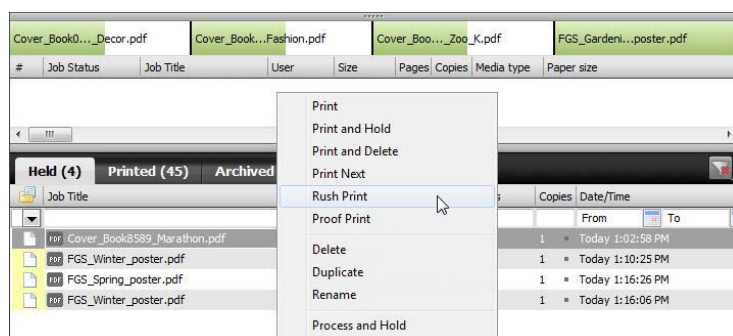 Cover_Book0..._Decor.pdf Cover_Book...Fashion.pdf Cover_Boo..._Zoo_K.pdf FGS_Gardeni...poster.pdf
# Job Status Job Title User Size Pages Copies Media type Paper size
Print
Print and Hold
Print and Delete
Held (4) Printed (45) Archived Print Next
Job Title Rush Print Copies Date/Time
Proof Print From To
PDF Cover_Book8589_Marathon.pdf 1 Today 1:02:58 PM
Delete
PDF FGS_Winter_poster.pdf 1 Today 1:10:25 PM
Duplicate
PDF FGS_Spring_poster.pdf 1 Today 1:16:26 PM
Rename
PDF FGS_Winter_poster.pdf 1 Today 1:16:06 PM
Process and Hold